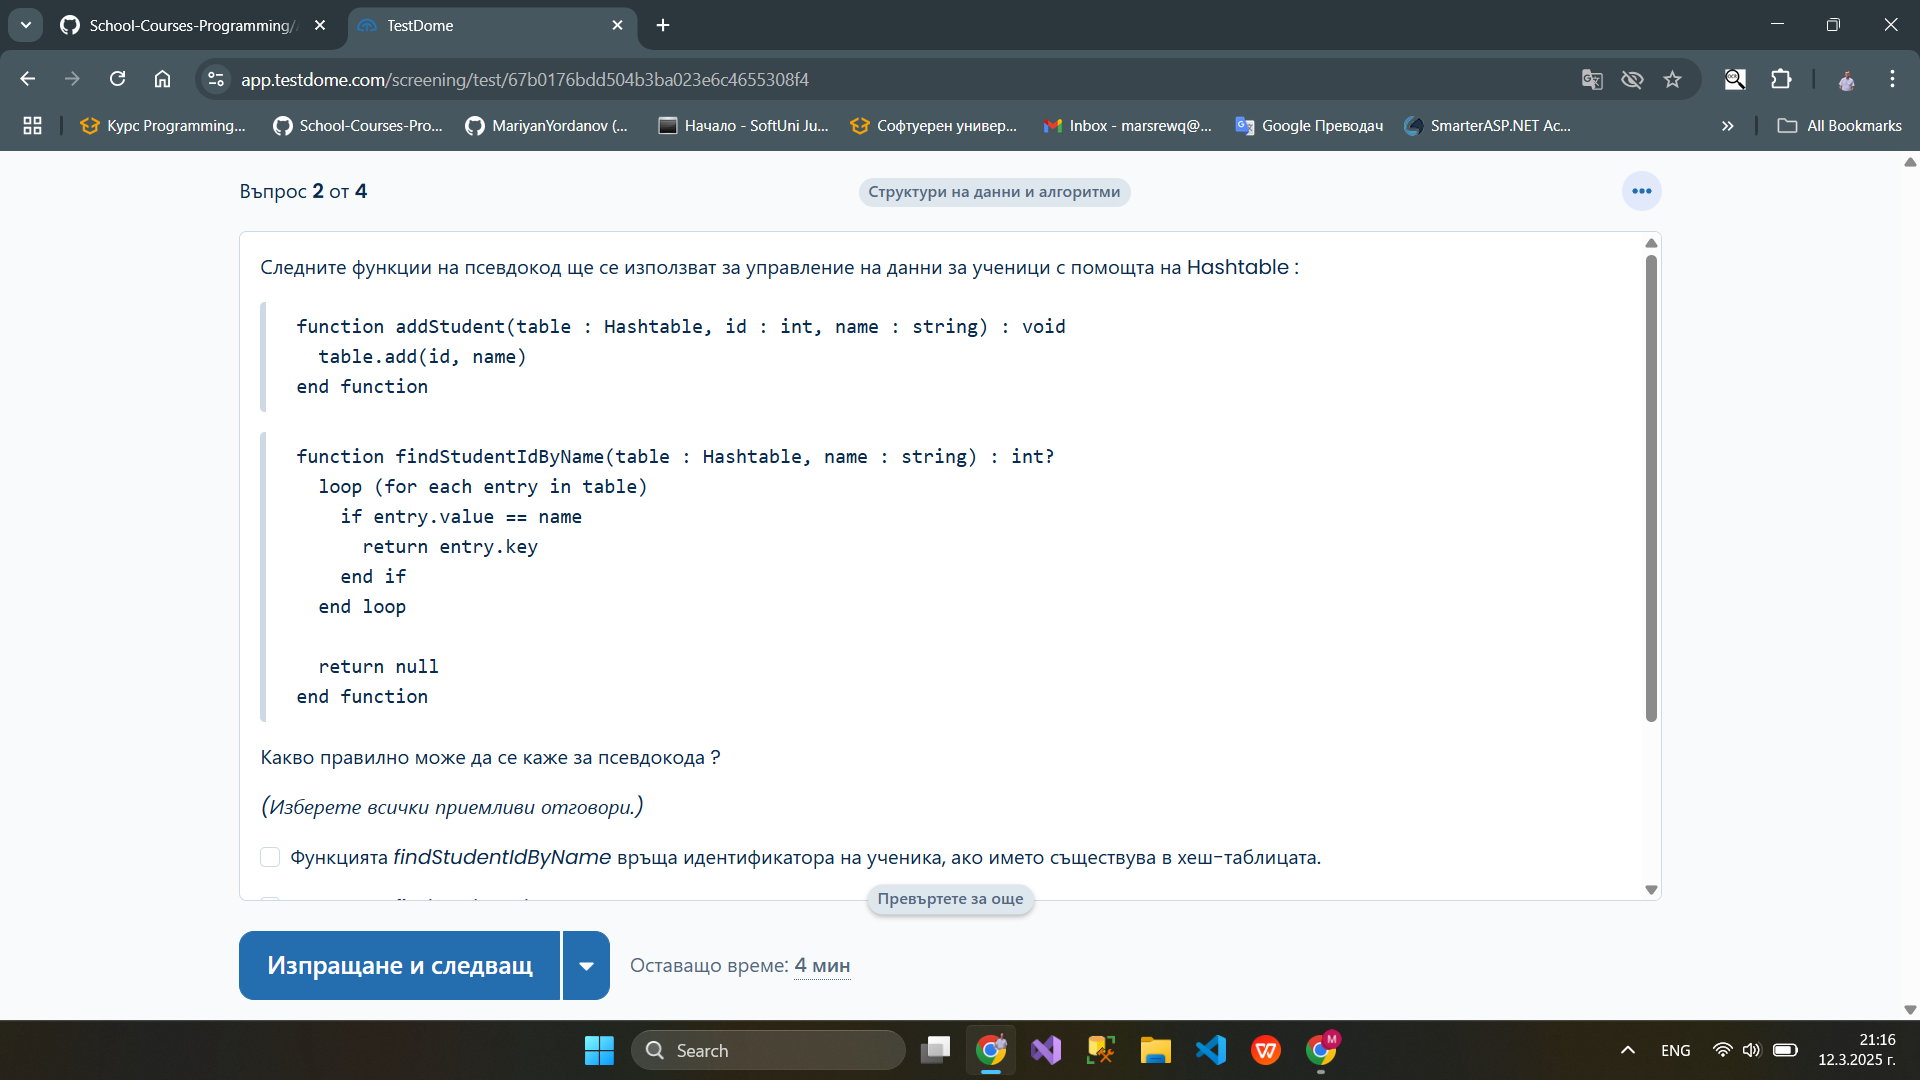 School-Courses-Programming/
TestDome
app.testdome.com/screening/test/67b0176bdd504b3ba023e6c4655308f4
Курс Programming...
School-Courses-Pro...
MariyanYordanov (...
Начало - SoftUni Ju...
Софтуерен универ...
Inbox - marsrewq@...
Google Преводач
SmarterASP.NET Ac...
All Bookmarks
Въпрос 2 от 4
Структури на данни и алгоритми
Следните функции на псевдокод ще се използват за управление на данни за ученици с помощта на Hashtable :
function addStudent(table : Hashtable, id : int, name : string) : void
table.add(id, name)
end function
function findStudentIdByName(table : Hashtable, name : string) : int?
loop (for each entry in table)
if entry.value == name
return entry.key
end if
end loop
return null
end function
Какво правилно може да се каже за псевдокода ?
(Изберете всички приемливи отговори.)
Функцията findStudentIdByName връща идентификатора на ученика, ако името съществува в хеш-таблицата.
Превъртете за още
Изпращане и следващ
Оставащо време: 4 мин
Search
ENG
21:16
12.3.2025 г.